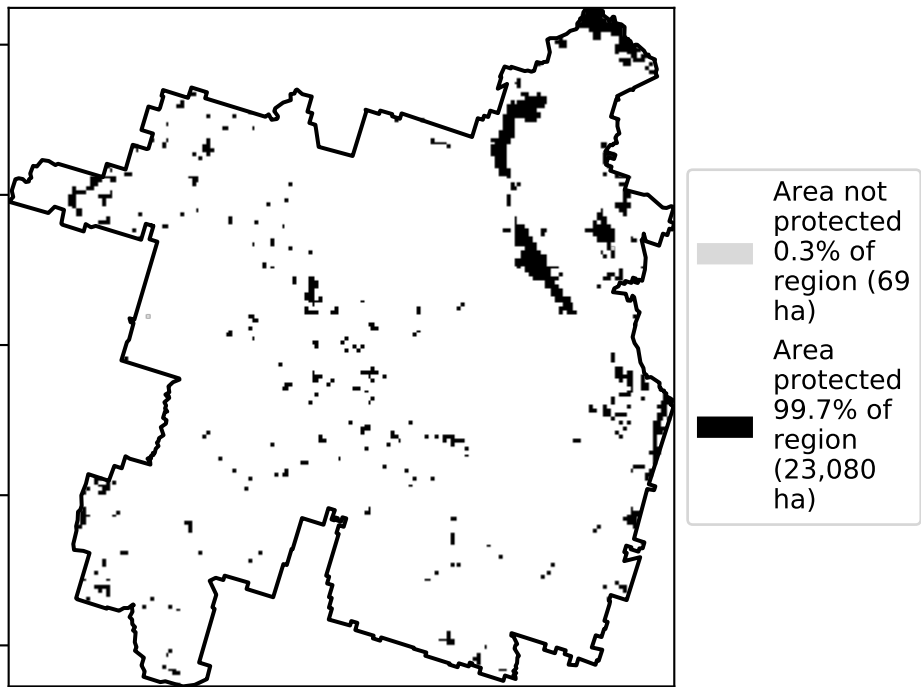 Area not
protected
0.3% of
region (69
ha)
Area
protected
99.7% of
region
(23,080
ha)